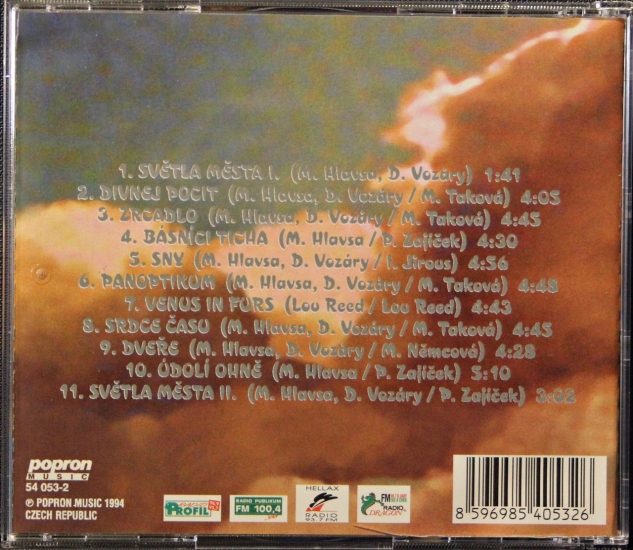 1. SVĚTLA MĚSTA I. (M. Hlavsa, D. Vozáry) 1:41
2. DIVNEJ POCIT (M. Hlavsa, D. Vozáry / M. Taková) 4:05
3. ZRCADLO (M. Hlavsa, D. Vozáry / M. Taková) 4:45
4. BÁSNÍCI TICHA (M. Hlavsa / P. Zajíček) 4:30
5. SNY (M. Hlavsa, D. Vozáry / I. Jirous) 4:56
6. PANOPTIKUM (M. Hlavsa, D. Vozáry / M. Taková) 4:48
7. VENUS IN FURS (Lou Reed / Lou Reed) 4:43
8. SRDCE ČASU (M. Hlavsa, D. Vozáry / M. Taková) 4:45
9. DVEŘE (M. Hlavsa, D. Vozáry / M. Němcová) 4:28
10. ÚDOLÍ OHNĚ (M. Hlavsa / P. Zajíček) 5:10
11. SVĚTLA MĚSTA II. (M. Hlavsa, D. Vozáry / P. Zajíček)
popron
MUSIC
54 053-2
℗ POPRON MUSIC 1994
CZECH REPUBLIC
PROFIL
RADIO PUBLIKUM
FM 100,4
HELLAX
RADIO
93.7 FM
FM
RADIO
DRAGON
8 596985 405326